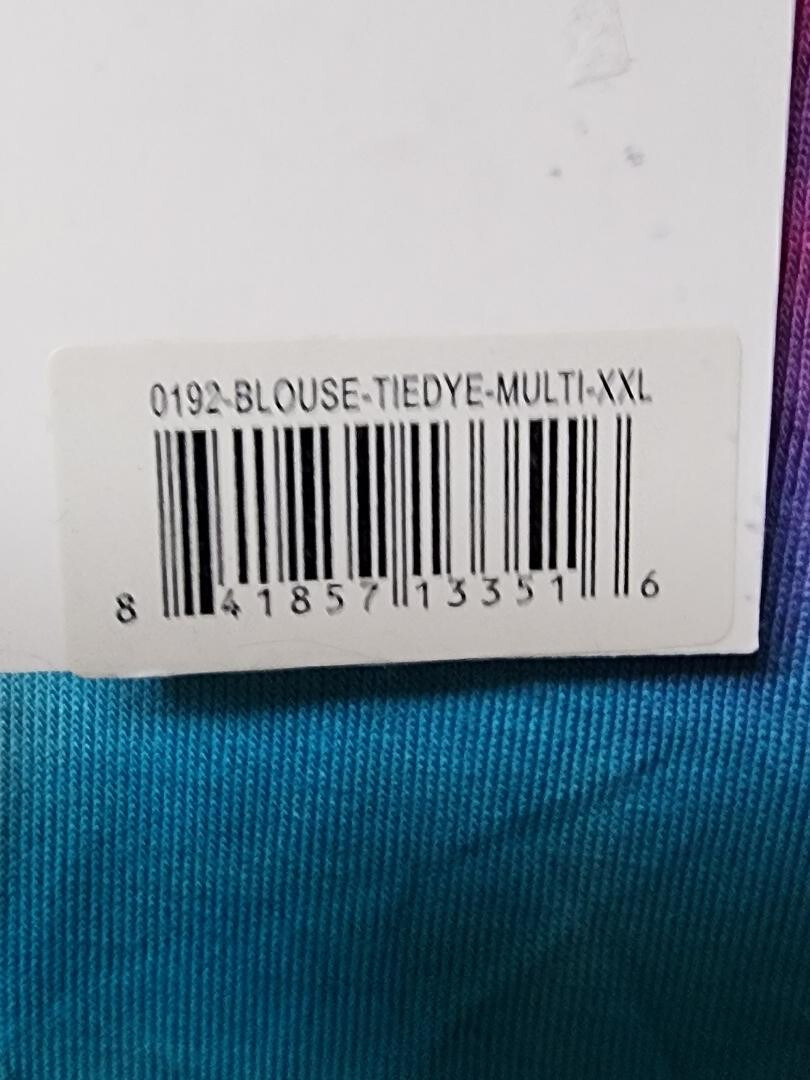 0192-BLOUSE-TIEDYE-MULTI-XXL
8 41857 13351 6